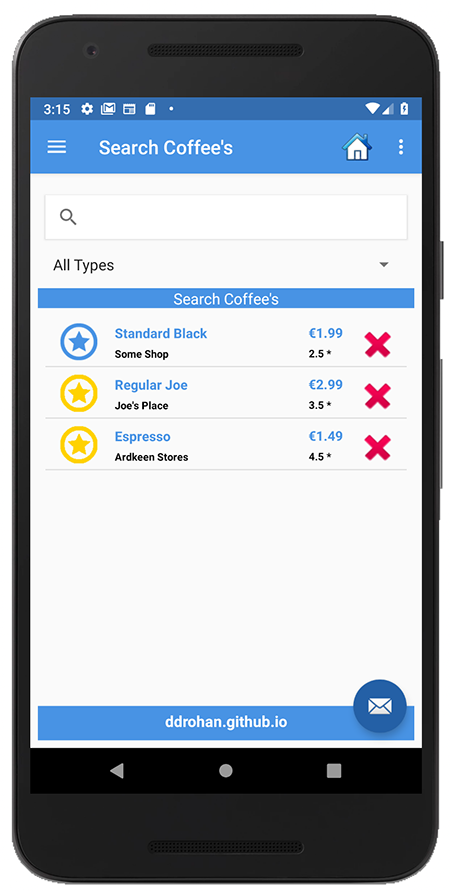 3:15
Search Coffee's
All Types
Search Coffee's
Standard Black €1.99
Some Shop 2.5 *
Regular Joe €2.99
Joe's Place 3.5 *
Espresso €1.49
Ardkeen Stores 4.5 *
ddrohan.github.io